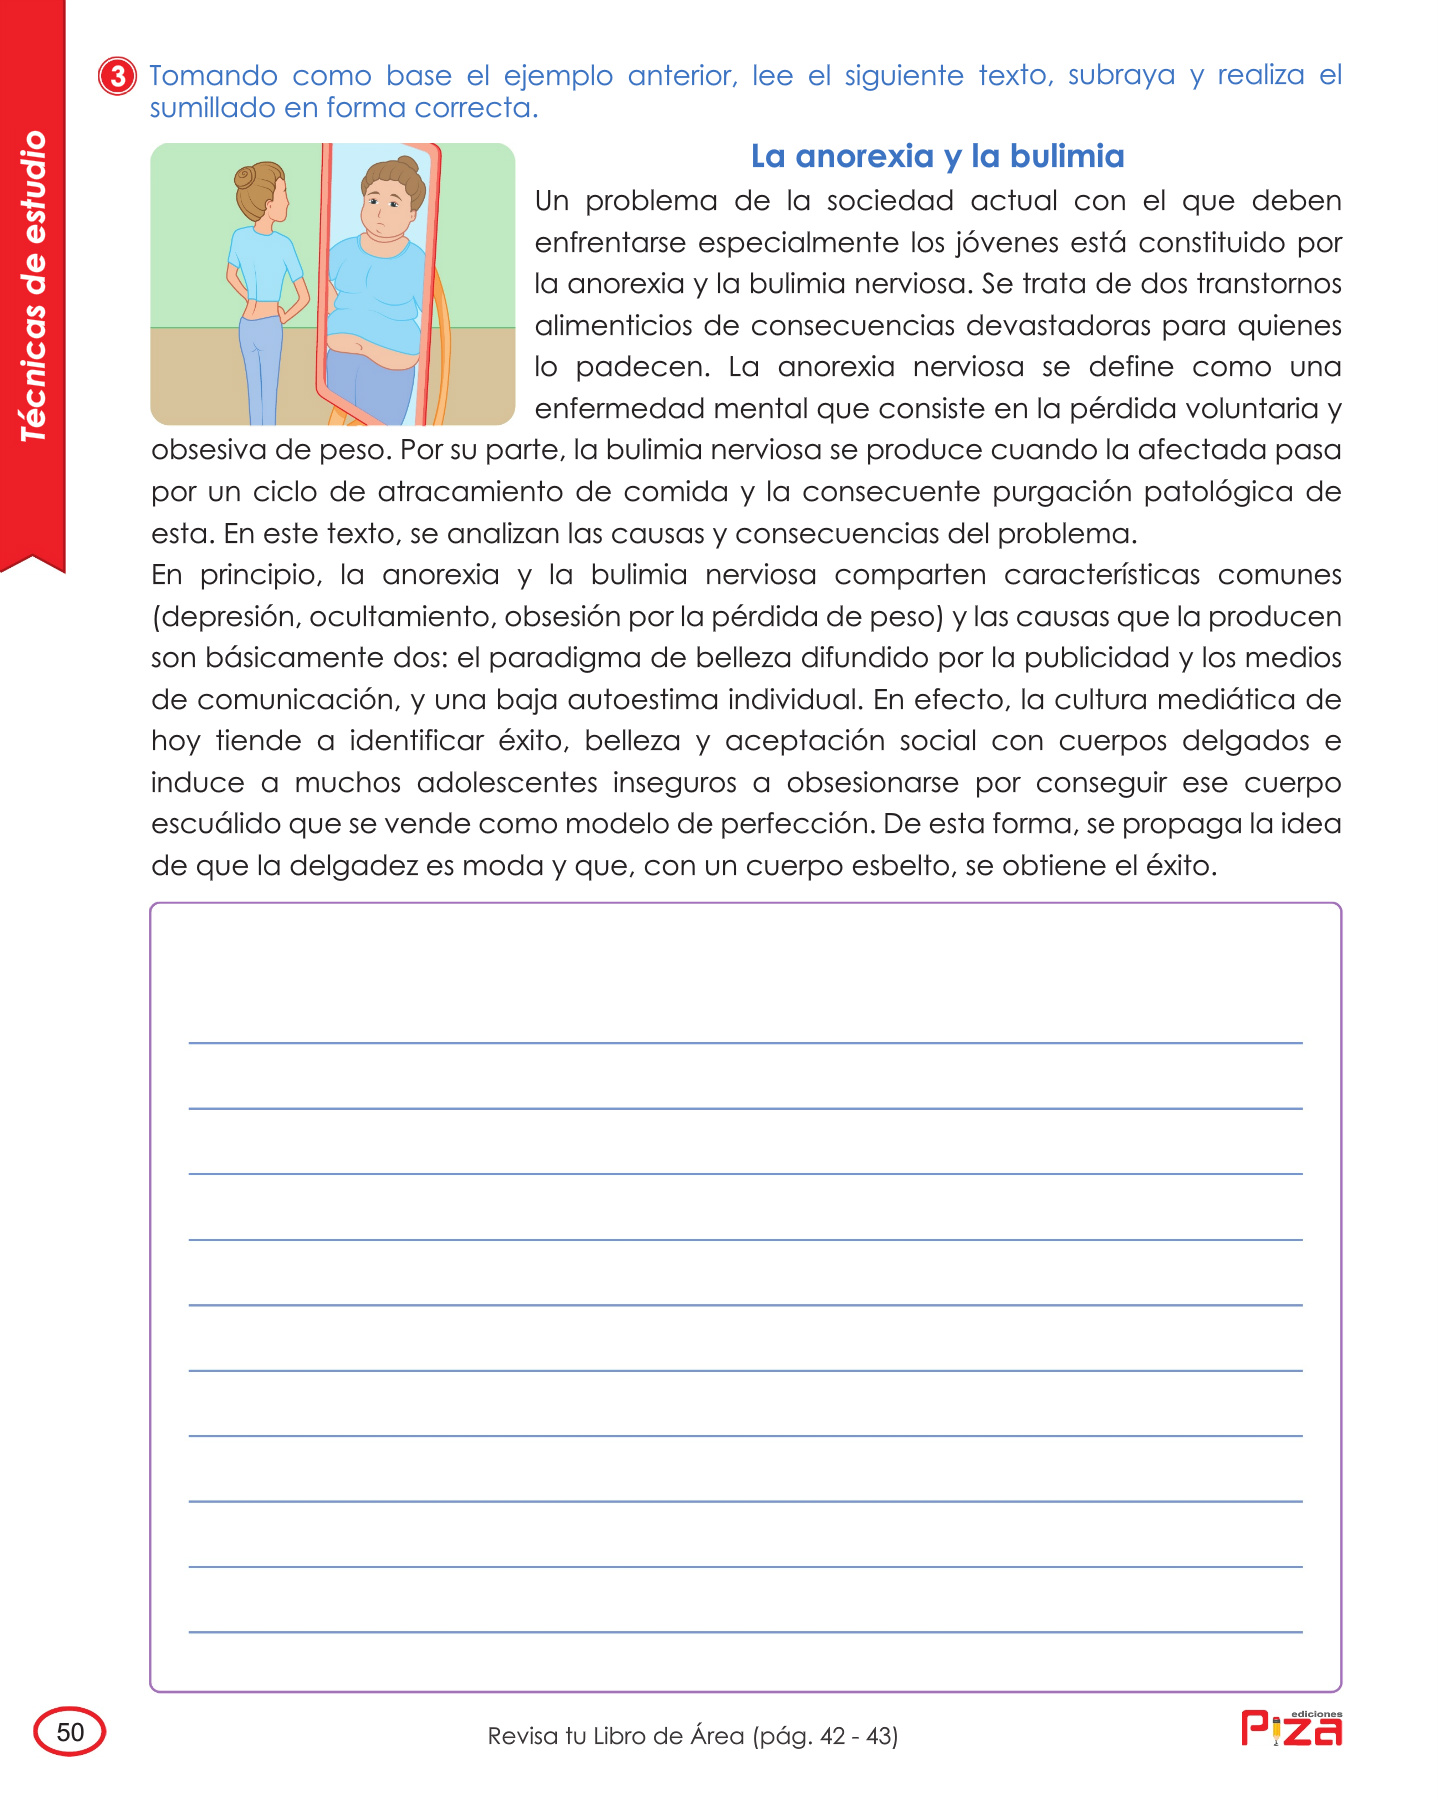 Técnicas de estudio
3 Tomando como base el ejemplo anterior, lee el siguiente texto, subraya y realiza el
sumillado en forma correcta.
La anorexia y la bulimia
Un problema de la sociedad actual con el que deben
enfrentarse especialmente los jóvenes está constituido por
la anorexia y la bulimia nerviosa. Se trata de dos transtornos
alimenticios de consecuencias devastadoras para quienes
lo padecen. La anorexia nerviosa se define como una
enfermedad mental que consiste en la pérdida voluntaria y
obsesiva de peso. Por su parte, la bulimia nerviosa se produce cuando la afectada pasa
por un ciclo de atracamiento de comida y la consecuente purgación patológica de
esta. En este texto, se analizan las causas y consecuencias del problema.
En principio, la anorexia y la bulimia nerviosa comparten características comunes
(depresión, ocultamiento, obsesión por la pérdida de peso) y las causas que la producen
son básicamente dos: el paradigma de belleza difundido por la publicidad y los medios
de comunicación, y una baja autoestima individual. En efecto, la cultura mediática de
hoy tiende a identificar éxito, belleza y aceptación social con cuerpos delgados e
induce a muchos adolescentes inseguros a obsesionarse por conseguir ese cuerpo
escuálido que se vende como modelo de perfección. De esta forma, se propaga la idea
de que la delgadez es moda y que, con un cuerpo esbelto, se obtiene el éxito.
50
Revisa tu Libro de Área (pág. 42 - 43)
ediciones
Piza